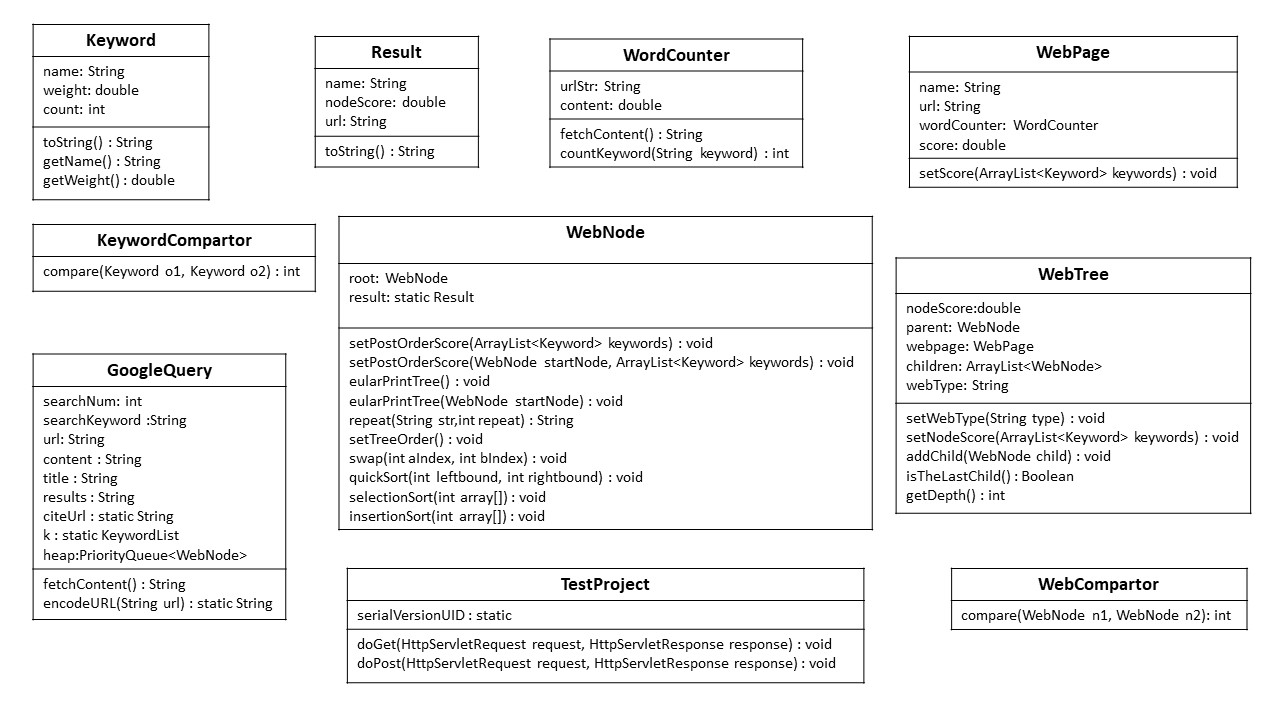 Keyword
name: String
weight: double
count: int
toString() : String
getName() : String
getWeight() : double
Result
name: String
nodeScore: double
url: String
toString() : String
WordCounter
urlStr: String
content: double
fetchContent() : String
countKeyword(String keyword) : int
WebPage
name: String
url: String
wordCounter: WordCounter
score: double
setScore(ArrayList<Keyword> keywords) : void
KeywordCompartor
compare(Keyword o1, Keyword o2) : int
WebNode
root: WebNode
result: static Result
setPostOrderScore(ArrayList<Keyword> keywords) : void
setPostOrderScore(WebNode startNode, ArrayList<Keyword> keywords) : void
eularPrintTree() : void
eularPrintTree(WebNode startNode) : void
repeat(String str,int repeat) : String
setTreeOrder() : void
swap(int aIndex, int bIndex) : void
quickSort(int leftbound, int rightbound) : void
selectionSort(int array[]) : void
insertionSort(int array[]) : void
WebTree
nodeScore:double
parent: WebNode
webpage: WebPage
children: ArrayList<WebNode>
webType: String
setWebType(String type) : void
setNodeScore(ArrayList<Keyword> keywords) : void
addChild(WebNode child) : void
isTheLastChild() : Boolean
getDepth() : int
GoogleQuery
searchNum: int
searchKeyword :String
url: String
content : String
title : String
results : String
citeUrl : static String
k : static KeywordList
heap:PriorityQueue<WebNode>
fetchContent() : String
encodeURL(String url) : static String
TestProject
serialVersionUID : static
doGet(HttpServletRequest request, HttpServletResponse response) : void
doPost(HttpServletRequest request, HttpServletResponse response) : void
WebCompartor
compare(WebNode n1, WebNode n2): int